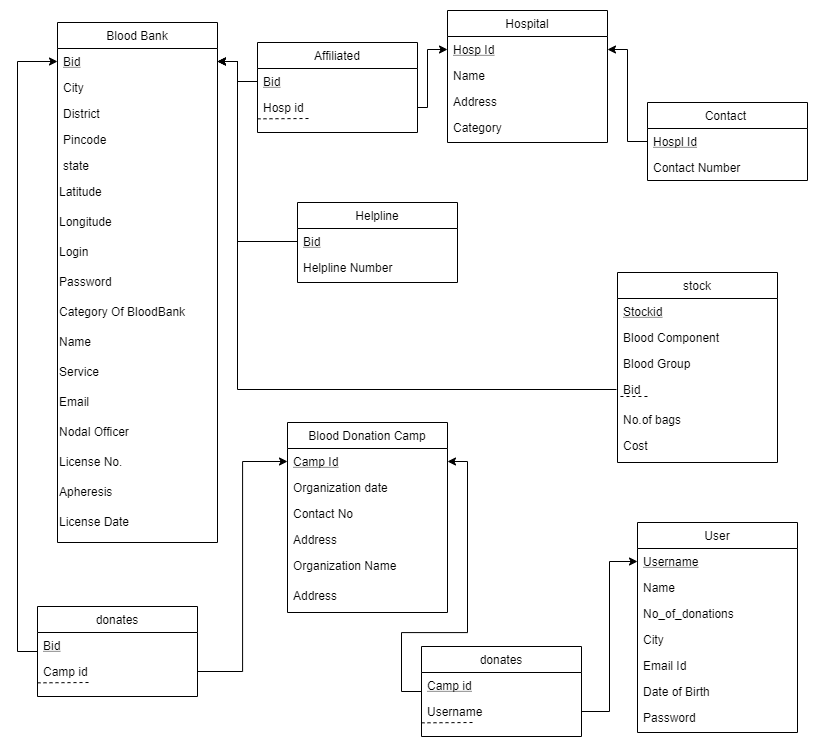 Blood Bank
Bid
City
District
Pincode
state
Latitude
Longitude
Login
Password
Category Of BloodBank
Name
Service
Email
Nodal Officer
License No.
Apheresis
License Date
Affiliated
Bid
Hosp id
Hospital
Hosp Id
Name
Address
Category
Contact
Hospl Id
Contact Number
Helpline
Bid
Helpline Number
stock
Stockid
Blood Component
Blood Group
Bid
No.of bags
Cost
Blood Donation Camp
Camp Id
Organization date
Contact No
Address
Organization Name
Address
donates
Bid
Camp id
donates
Camp id
Username
User
Username
Name
No_of_donations
City
Email Id
Date of Birth
Password